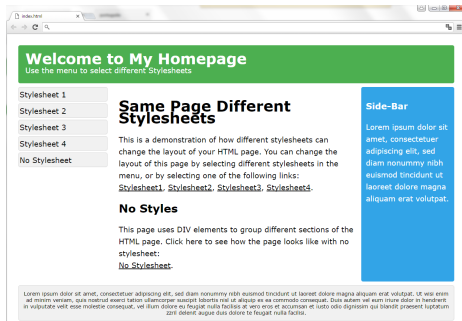 index.html
Welcome to My Homepage
Use the menu to select different Stylesheets
Stylesheet 1
Stylesheet 2
Stylesheet 3
Stylesheet 4
No Stylesheet
Same Page Different
Stylesheets
This is a demonstration of how different stylesheets can
change the layout of your HTML page. You can change the
layout of this page by selecting different stylesheets in the
menu, or by selecting one of the following links:
Stylesheet1, Stylesheet2, Stylesheet3, Stylesheet4.
No Styles
This page uses DIV elements to group different sections of the
HTML page. Click here to see how the page looks like with no
stylesheet:
No Stylesheet.
Side-Bar
Lorem ipsum dolor sit
amet, consectetuer
adipiscing elit, sed
diam nonummy nibh
euismod tincidunt ut
laoreet dolore magna
aliquam erat volutpat.
Lorem ipsum dolor sit amet, consectetuer adipiscing elit, sed diam nonummy nibh euismod tincidunt ut laoreet dolore magna aliquam erat volutpat. Ut wisi enim
ad minim veniam, quis nostrud exerci tation ullamcorper suscipit lobortis nisl ut aliquip ex ea commodo consequat. Duis autem vel eum iriure dolor in hendrerit
in vulputate velit esse molestie consequat, vel illum dolore eu feugiat nulla facilisis at vero eros et accumsan et iusto odio dignissim qui blandit praesent luptatum
zzril delenit augue duis dolore te feugait nulla facilisi.